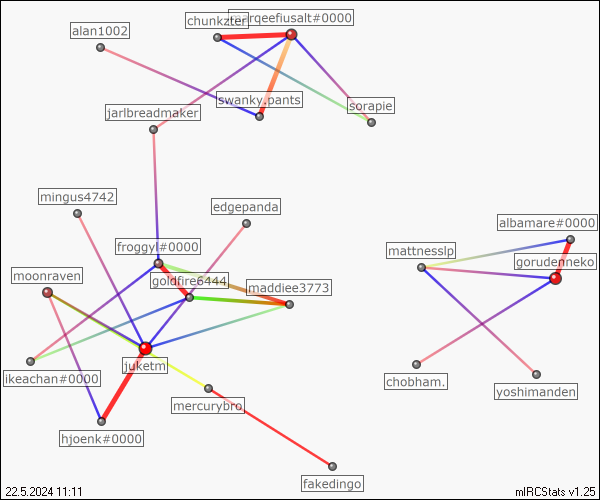 marqeefiusalt#0000
chunkzter
alan1002
swanky.pants
sorapie
jarlbreadmaker
mingus4742
edgepanda
albamare#0000
froggyl#0000
mattnesslp
gorudenneko
moonraven
goldfire6444
maddiee3773
juketm
ikeachan#0000
chobham.
yoshimanden
mercurybro
hjoenk#0000
fakedingo
22.5.2024 11:11
mIRCStats v1.25